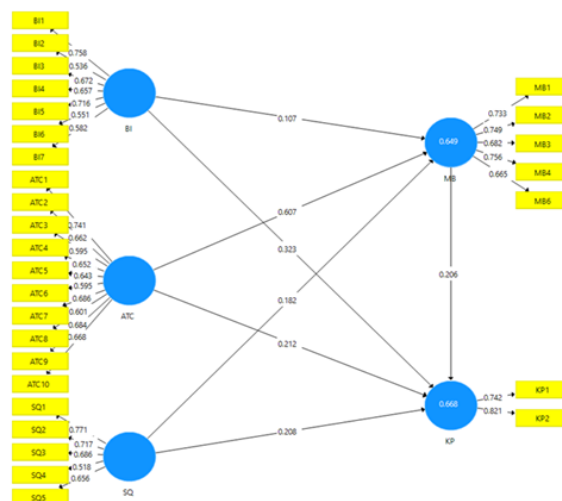 BI1
BI2
BI3
BI4
BI5
BI6
BI7
0.758
0.536
0.672
0.657
0.716
0.551
0.582
BI
ATC1
ATC2
ATC3
ATC4
ATC5
ATC6
ATC7
ATC8
ATC9
ATC10
0.741
0.662
0.595
0.652
0.643
0.595
0.686
0.601
0.684
0.668
ATC
SQ1
SQ2
SQ3
SQ4
SQ5
0.771
0.717
0.686
0.518
0.656
SQ
0.107
0.607
0.323
0.182
0.212
0.208
0.206
0.649
MB
0.733
0.749
0.682
0.756
0.665
MB1
MB2
MB3
MB4
MB6
0.668
KP
0.742
0.821
KP1
KP2